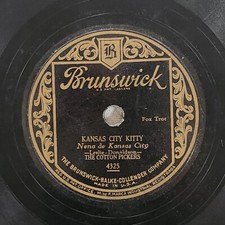 B
Brunswick
Fox Trot
KANSAS CITY KITTY
Nena de Kansas City
—Leslie-Donaldson—
THE COTTON PICKERS
4325
THE BRUNSWICK-BALKE-COLLENDER COMPANY
MADE IN U.S.A.